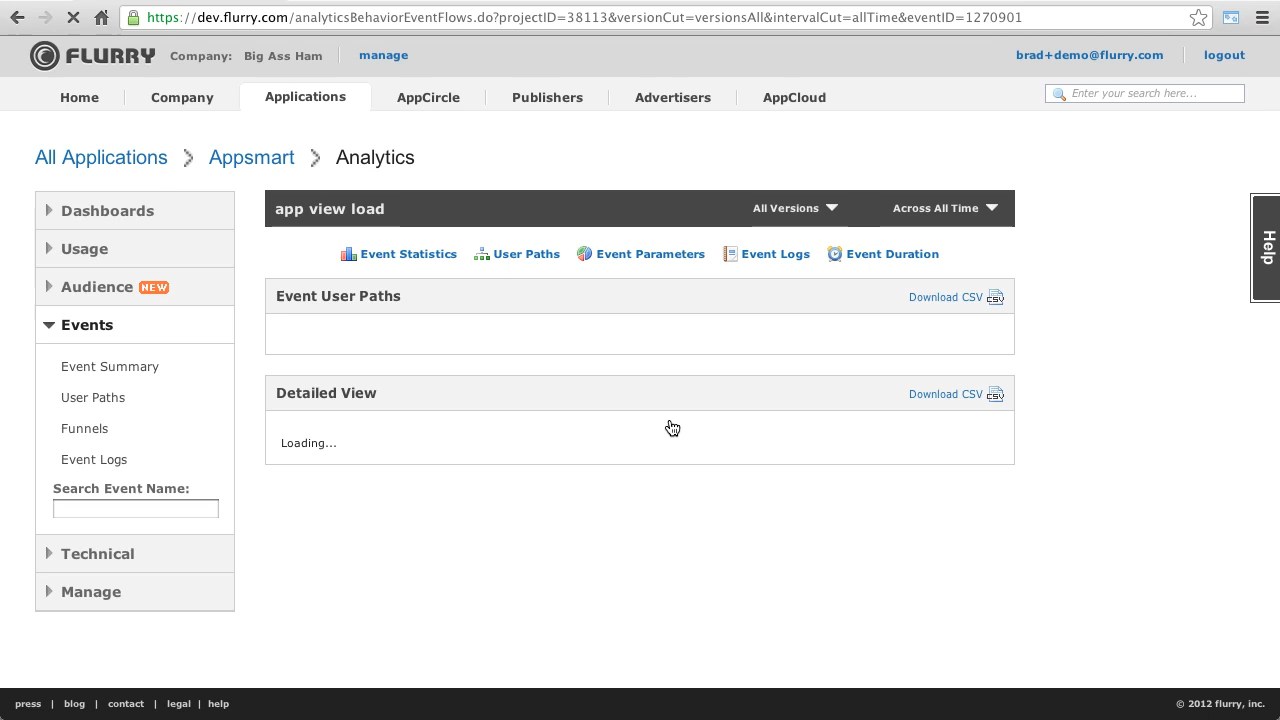 https://dev.flurry.com/analyticsBehaviorEventFlows.do?projectID=38113&versionCut=versionsAll&intervalCut=allTime&eventID=1270901
FLURRY Company: Big Ass Ham manage brad+demo@flurry.com logout
Home Company Applications AppCircle Publishers Advertisers AppCloud Enter your search here...
All Applications Appsmart Analytics
Dashboards
Usage
Audience NEW
Events
Event Summary
User Paths
Funnels
Event Logs
Search Event Name:
Technical
Manage
app view load All Versions Across All Time
Event Statistics User Paths Event Parameters Event Logs Event Duration
Event User Paths Download CSV CSV
Detailed View Download CSV CSV
Loading...
Help
press | blog | contact | legal | help © 2012 flurry, inc.